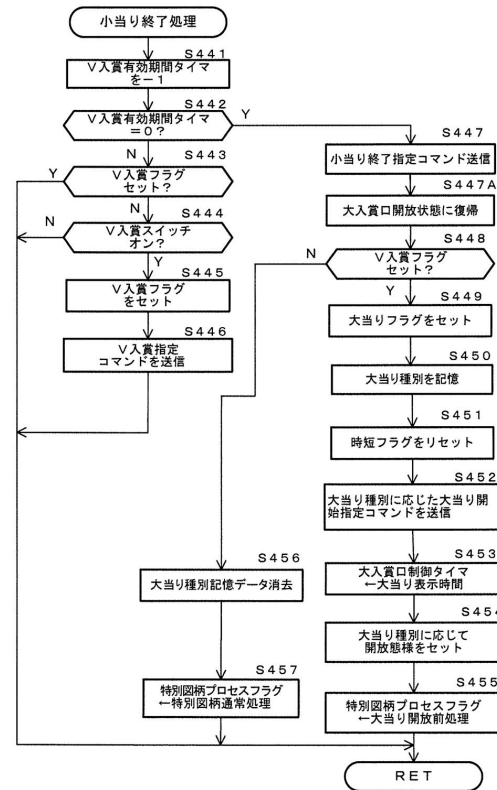 小当り終了処理
S441
V入賞有効期間タイマ
を－1
S442
V入賞有効期間タイマ
＝0？
Y
N
S443
Y
V入賞フラグ
セット？
N
S444
N
V入賞スイッチ
オン？
Y
S445
V入賞フラグ
をセット
S446
V入賞指定
コマンドを送信
S447
小当り終了指定コマンド送信
S447A
大入賞口開放状態に復帰
S448
N
V入賞フラグ
セット？
Y
S449
大当りフラグをセット
S450
大当り種別を記憶
S451
時短フラグをリセット
S452
大当り種別に応じた大当り開
始指定コマンドを送信
S453
大入賞口制御タイマ
←大当り表示時間
S454
大当り種別に応じて
開放態様をセット
S455
特別図柄プロセスフラグ
←大当り開放前処理
S456
大当り種別記憶データ消去
S457
特別図柄プロセスフラグ
←特別図柄通常処理
RET